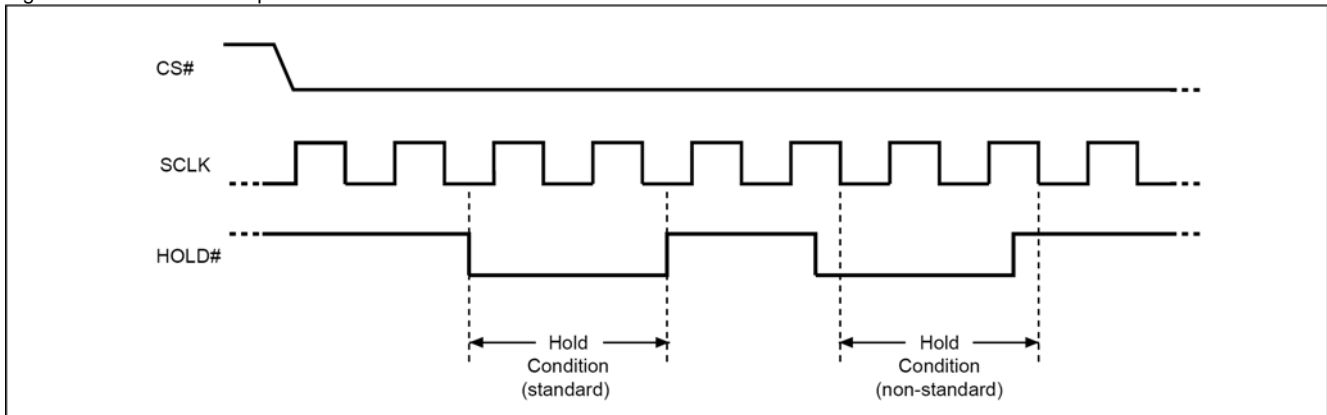 CS#
SCLK
HOLD#
Hold
Condition
(standard)
Hold
Condition
(non-standard)